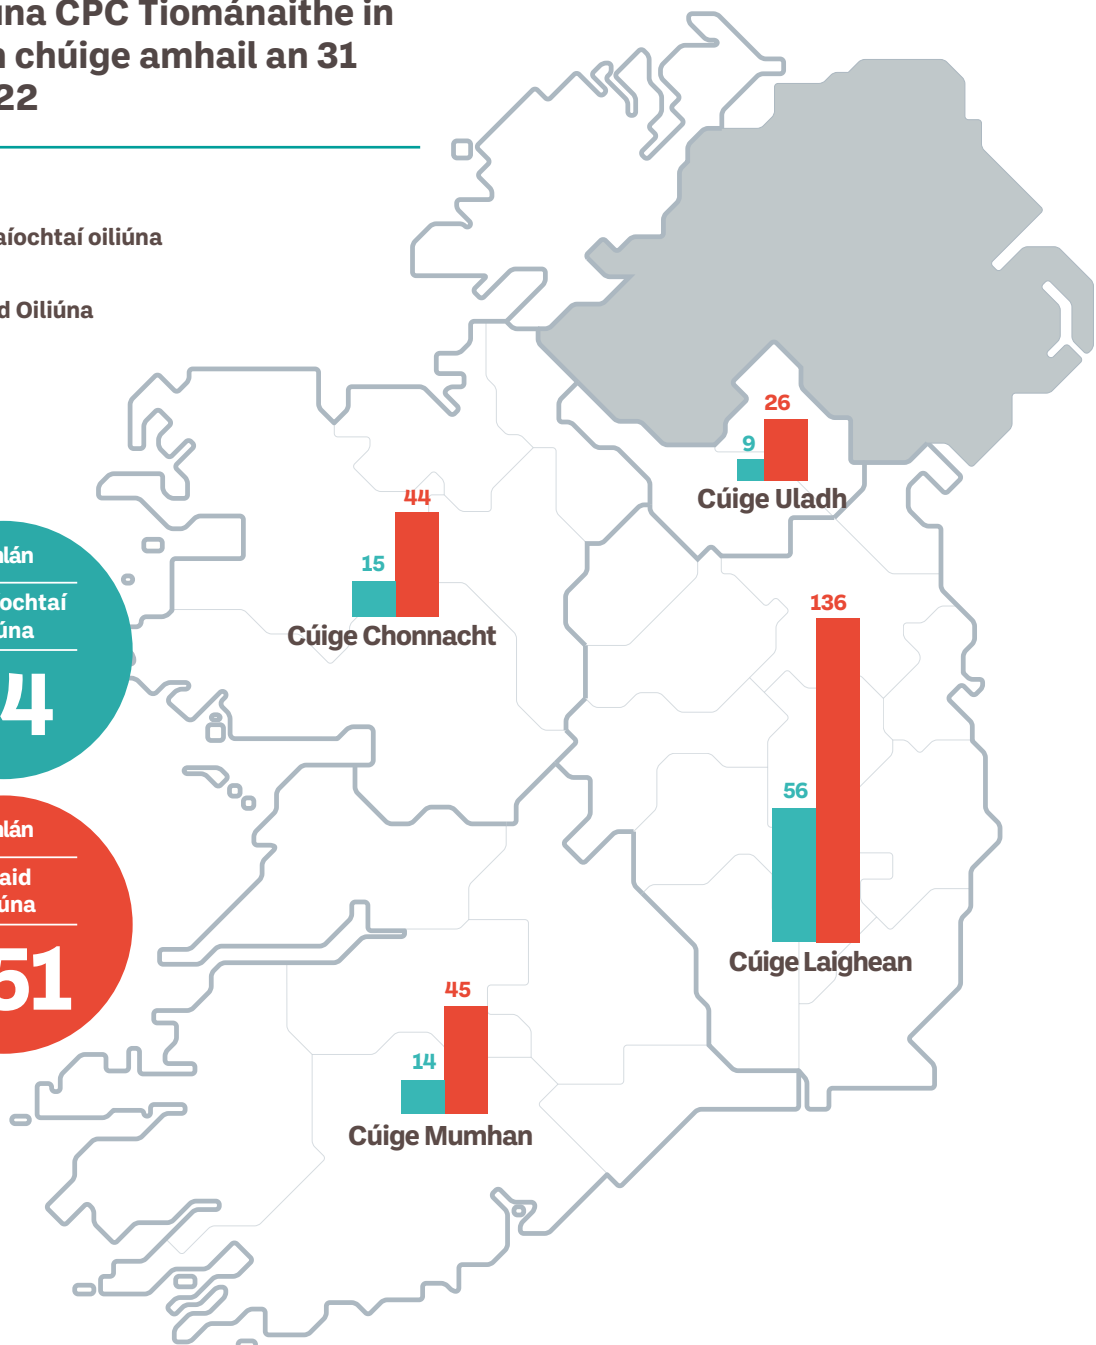 úna CPC Tiománaithe in
chúige amhail an 31
22
aíochtaí oiliúna
d Oiliúna
26
9
Cúige Uladh
44
15
Cúige Chonnacht
136
56
Cúige Laighean
45
14
Cúige Mumhan
lán
ochtaí
úna
4
lán
aid
úna
51